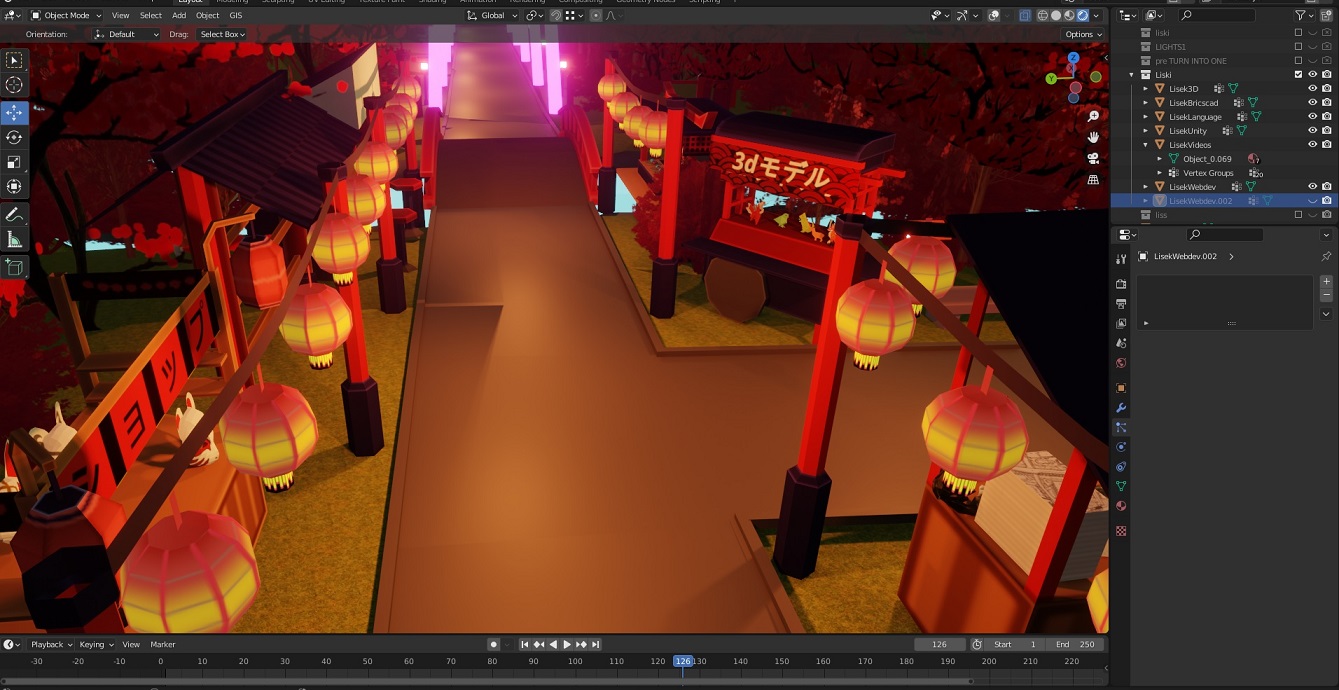 Layout
Object Mode
View
Select
Add
Object
GIS
Global
Orientation:
Default
Drag:
Select Box
Options
Z
Y
3dモデル
ョップ
liski
LIGHTS1
pre TURN INTO ONE
Liski
Lisek3D
LisekBricscad
LisekLanguage
LisekUnity
LisekVideos
Object_0.069
Vertex Groups
LisekWebdev
LisekWebdev.002
liss
LisekWebdev.002
Playback
Keying
View
Marker
126
Start 1
End 250
-30 -20 -10 0 10 20 30 40 50 60 70 80 90 100 110 120 126 130 140 150 160 170 180 190 200 210 220